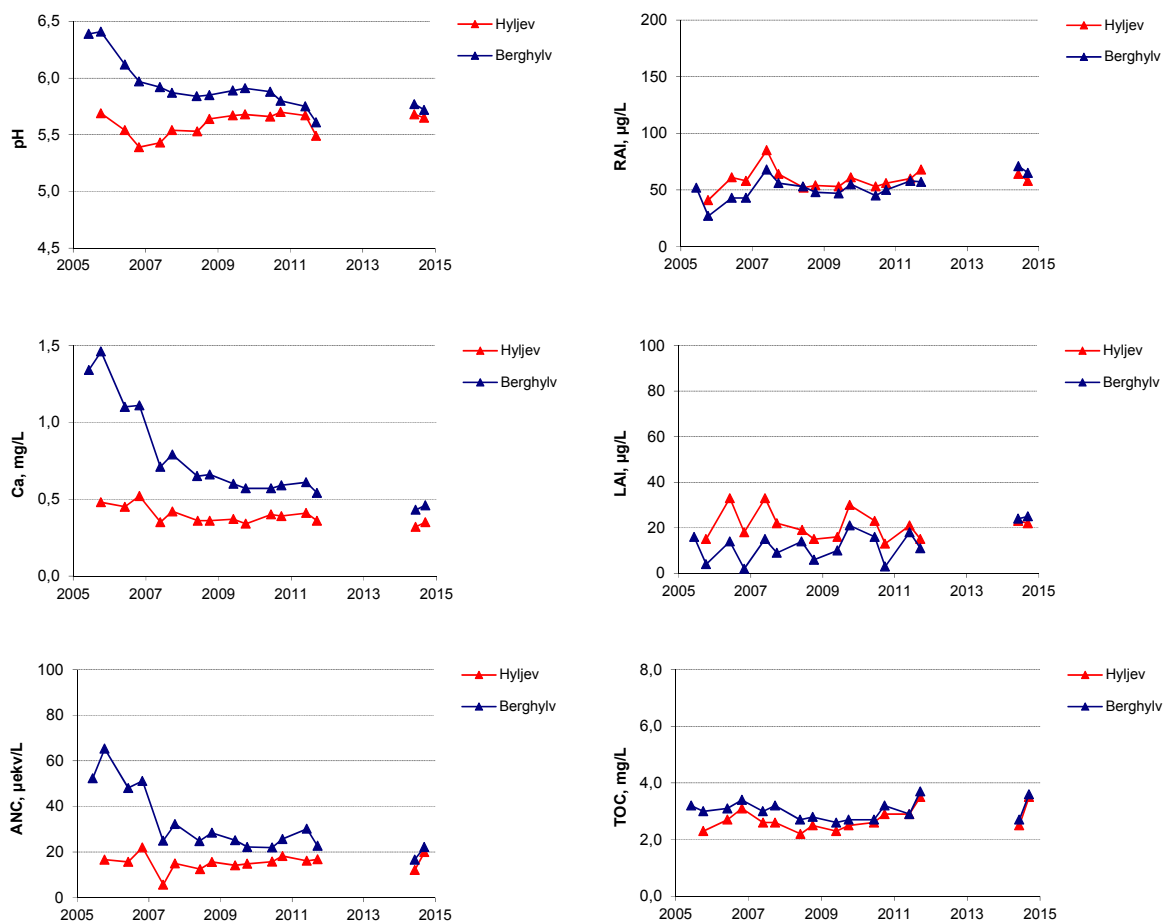 6,5
6,0
5,5
5,0
4,5
pH
2005 2007 2009 2011 2013 2015
Hyljev
Berghylv
200
150
100
50
0
RAl, µg/L
2005 2007 2009 2011 2013 2015
Hyljev
Berghylv
1,5
1,0
0,5
0,0
Ca, mg/L
2005 2007 2009 2011 2013 2015
Hyljev
Berghylv
100
80
60
40
20
0
LAl, µg/L
2005 2007 2009 2011 2013 2015
Hyljev
Berghylv
100
80
60
40
20
0
ANC, µekv/L
2005 2007 2009 2011 2013 2015
Hyljev
Berghylv
8,0
6,0
4,0
2,0
0,0
TOC, mg/L
2005 2007 2009 2011 2013 2015
Hyljev
Berghylv